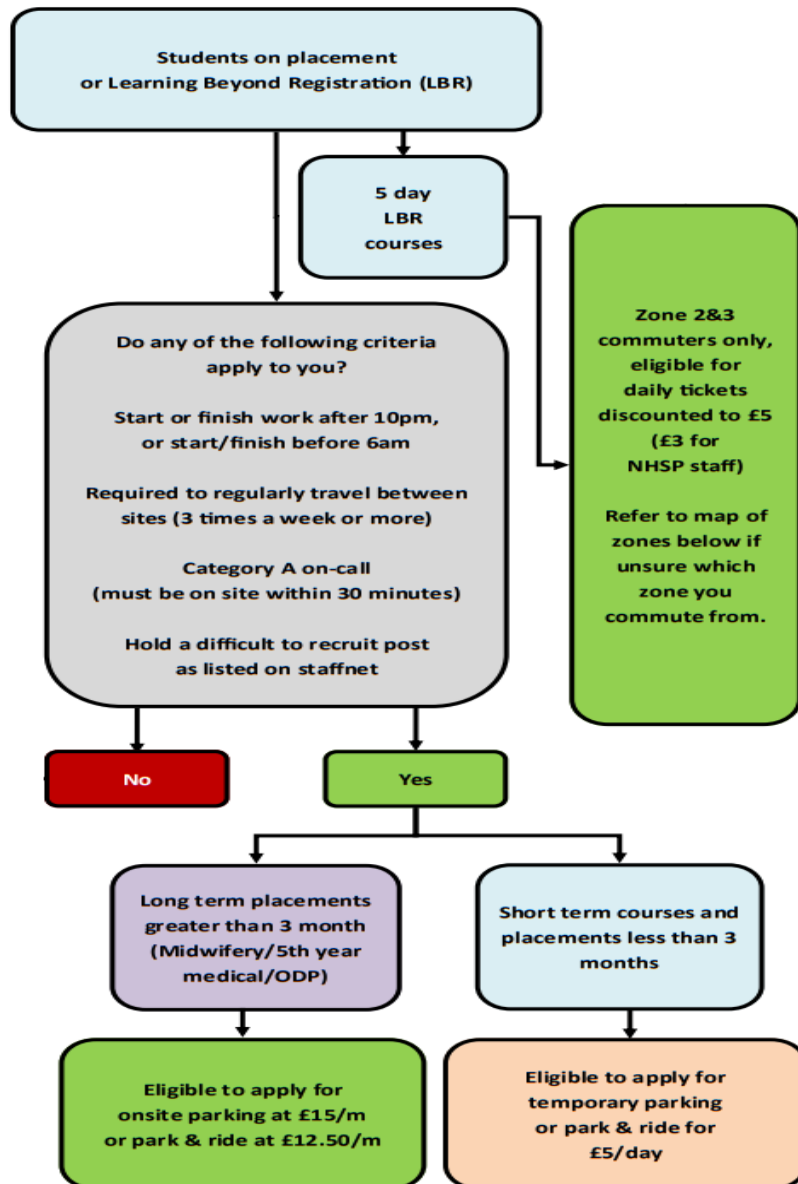 Students on placement
or Learning Beyond Registration (LBR)
5 day
LBR
courses
Do any of the following criteria
apply to you?
Start or finish work after 10pm,
or start/finish before 6am
Required to regularly travel between
sites (3 times a week or more)
Category A on-call
(must be on site within 30 minutes)
Hold a difficult to recruit post
as listed on staffnet
Zone 2&3
commuters only,
eligible for
daily tickets
discounted to £5
(£3 for
NHSP staff)
Refer to map of
zones below if
unsure which
zone you
commute from.
No
Yes
Long term placements
greater than 3 month
(Midwifery/5th year
medical/ODP)
Short term courses and
placements less than 3
months
Eligible to apply for
onsite parking at £15/m
or park & ride at £12.50/m
Eligible to apply for
temporary parking
or park & ride for
£5/day